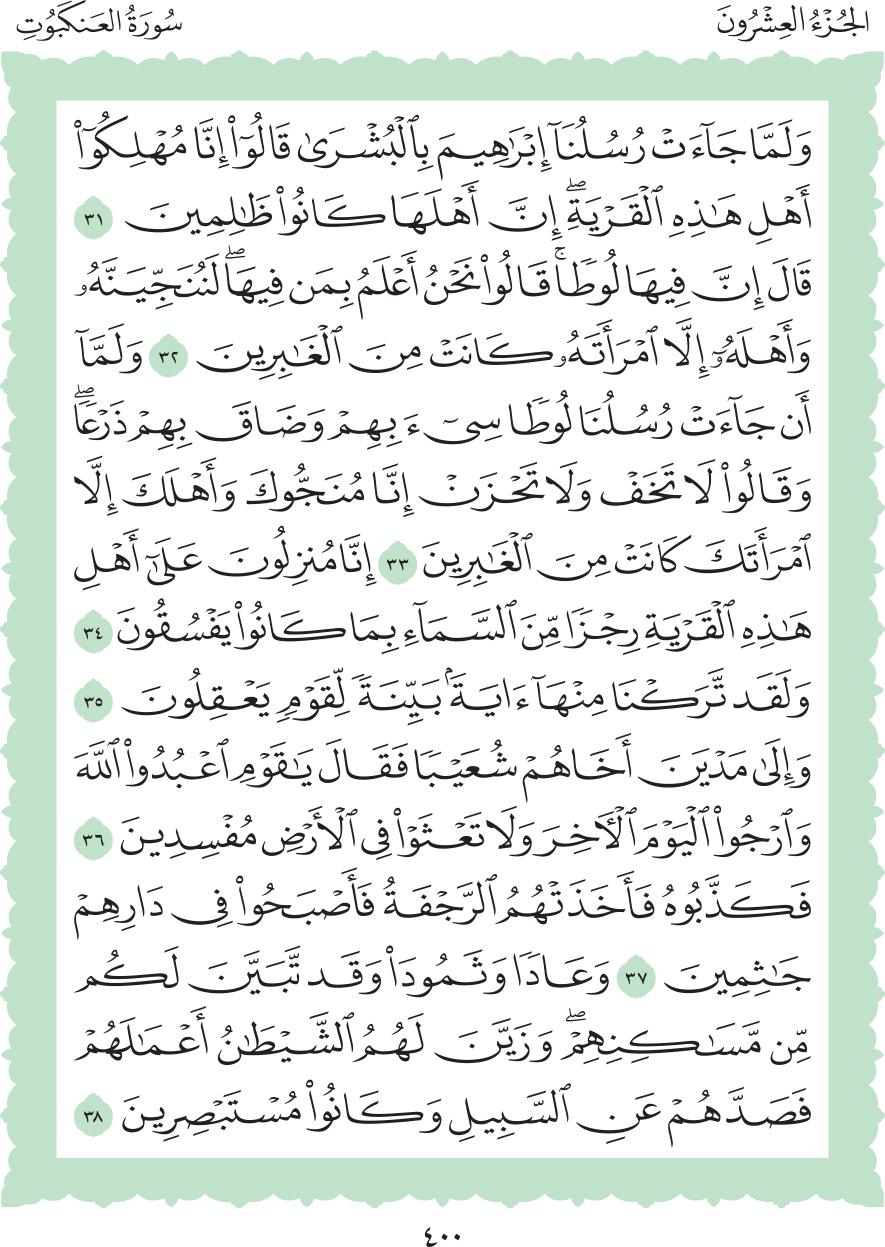 الجُزْءُ العِشْرُونَ
سُورَةُ العَنكَبُوتِ
وَلَمَّا جَآءَتْ رُسُلُنَآ إِبْرَٰهِيمَ بِٱلْبُشْرَىٰ قَالُوٓا۟ إِنَّا مُهْلِكُوٓا۟
أَهْلِ هَٰذِهِ ٱلْقَرْيَةِ ۖ إِنَّ أَهْلَهَا كَانُوا۟ ظَٰلِمِينَ ٣١
قَالَ إِنَّ فِيهَا لُوطًا ۚ قَالُوا۟ نَحْنُ أَعْلَمُ بِمَن فِيهَا ۖ لَنُنَجِّيَنَّهُۥ
وَأَهْلَهُۥٓ إِلَّا ٱمْرَأَتَهُۥ كَانَتْ مِنَ ٱلْغَٰبِرِينَ ٣٢ وَلَمَّآ
أَن جَآءَتْ رُسُلُنَا لُوطًا سِىٓءَ بِهِمْ وَضَاقَ بِهِمْ ذَرْعًا ۖ
وَقَالُوا۟ لَا تَخَفْ وَلَا تَحْزَنْ إِنَّا مُنَجُّوكَ وَأَهْلَكَ إِلَّا
ٱمْرَأَتَكَ كَانَتْ مِنَ ٱلْغَٰبِرِينَ ٣٣ إِنَّا مُنزِلُونَ عَلَىٰٓ أَهْلِ
هَٰذِهِ ٱلْقَرْيَةِ رِجْزًا مِّنَ ٱلسَّمَآءِ بِمَا كَانُوا۟ يَفْسُقُونَ ٣٤
وَلَقَد تَّرَكْنَا مِنْهَآ ءَايَةًۢ بَيِّنَةً لِّقَوْمٍ يَعْقِلُونَ ٣٥
وَإِلَىٰ مَدْيَنَ أَخَاهُمْ شُعَيْبًا فَقَالَ يَٰقَوْمِ ٱعْبُدُوا۟ ٱللَّهَ
وَٱرْجُوا۟ ٱلْيَوْمَ ٱلْءَاخِرَ وَلَا تَعْثَوْا۟ فِى ٱلْأَرْضِ مُفْسِدِينَ ٣٦
فَكَذَّبُوهُ فَأَخَذَتْهُمُ ٱلرَّجْفَةُ فَأَصْبَحُوا۟ فِى دَارِهِمْ
جَٰثِمِينَ ٣٧ وَعَادًا وَثَمُودَا۟ وَقَد تَّبَيَّنَ لَكُم
مِّن مَّسَٰكِنِهِمْ ۖ وَزَيَّنَ لَهُمُ ٱلشَّيْطَٰنُ أَعْمَٰلَهُمْ
فَصَدَّهُمْ عَنِ ٱلسَّبِيلِ وَكَانُوا۟ مُسْتَبْصِرِينَ ٣٨
٤٠٠